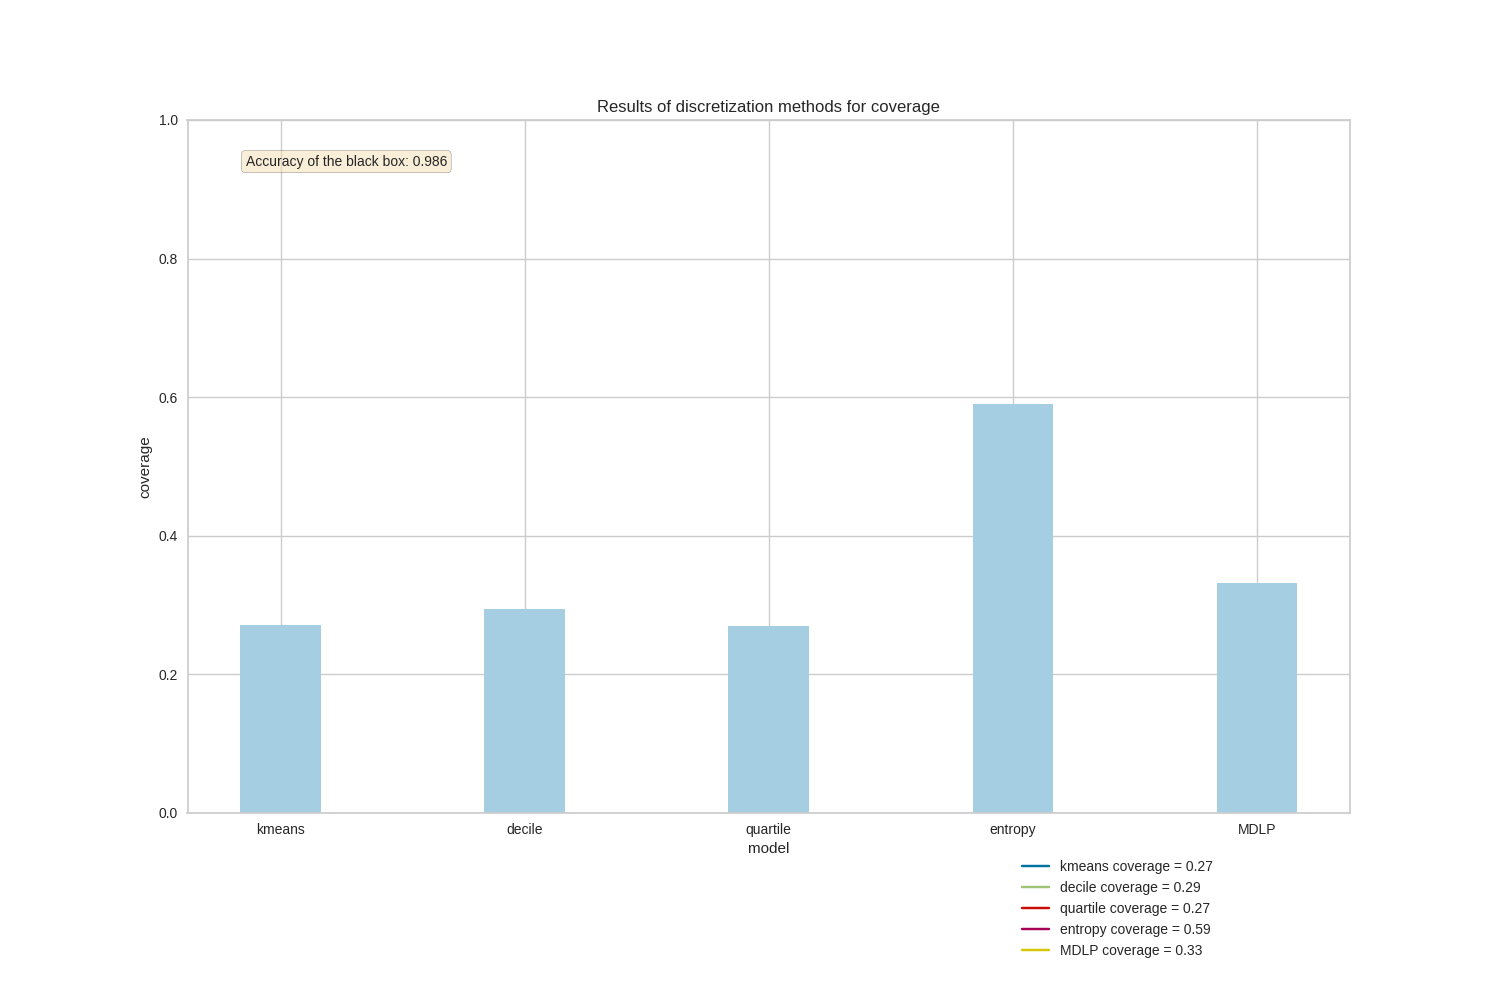 Results of discretization methods for coverage
1.0
Accuracy of the black box: 0.986
0.8
0.6
coverage
0.4
0.2
0.0
kmeans decile quartile entropy MDLP
model
kmeans coverage = 0.27
decile coverage = 0.29
quartile coverage = 0.27
entropy coverage = 0.59
MDLP coverage = 0.33